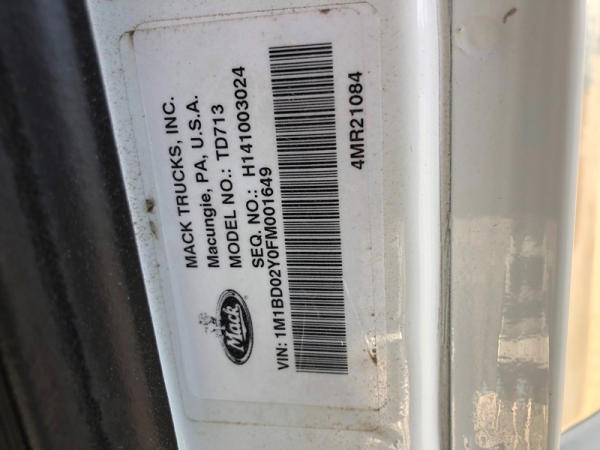 MACK TRUCKS, INC.
Macungie, PA, U.S.A.
MODEL NO.: TD713
SEQ. NO.: H141003024
Mack
VIN: 1M1BD02Y0FM001649
4MR21084